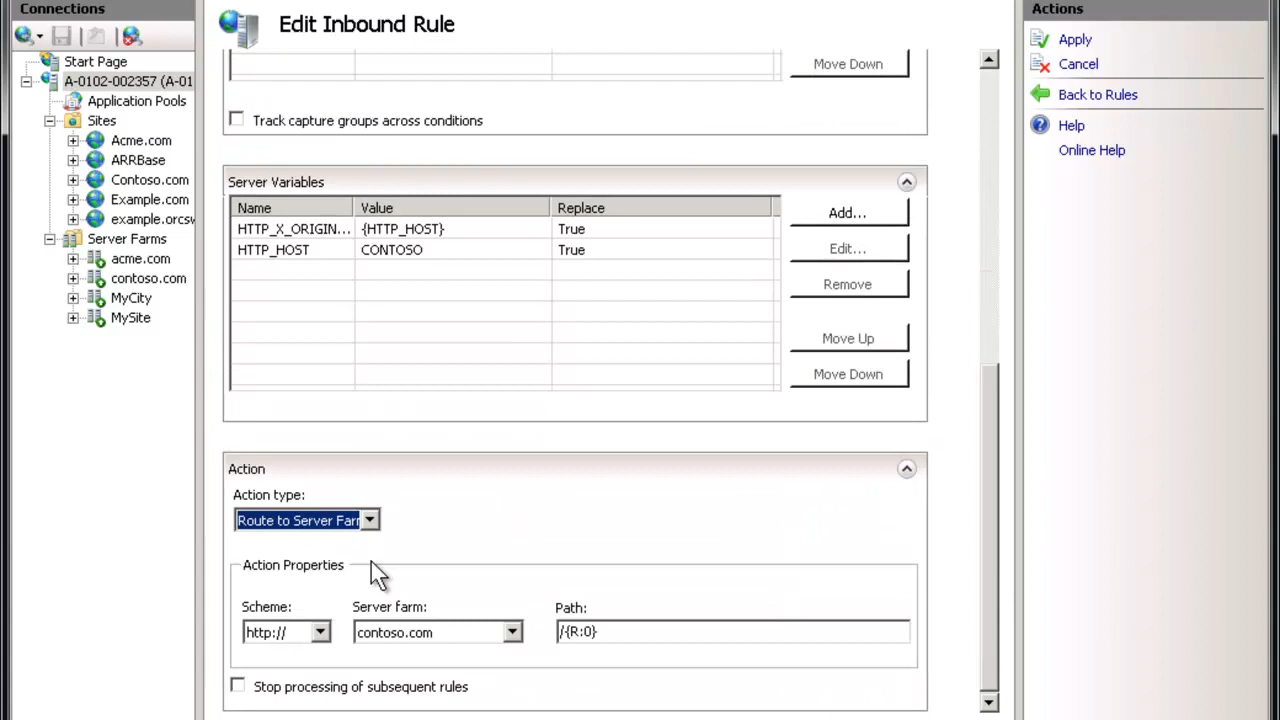 Connections
Start Page
A-0102-002357 (A-01
Application Pools
Sites
Acme.com
ARRBase
Contoso.com
Example.com
example.orcsw
Server Farms
acme.com
contoso.com
MyCity
MySite
Edit Inbound Rule
Move Down
Track capture groups across conditions
Server Variables
Name Value Replace
HTTP_X_ORIGIN... {HTTP_HOST} True
HTTP_HOST CONTOSO True
Add...
Edit...
Remove
Move Up
Move Down
Action
Action type:
Route to Server Farr
Action Properties
Scheme: Server farm: Path:
http:// contoso.com /{R:0}
Stop processing of subsequent rules
Actions
Apply
Cancel
Back to Rules
Help
Online Help